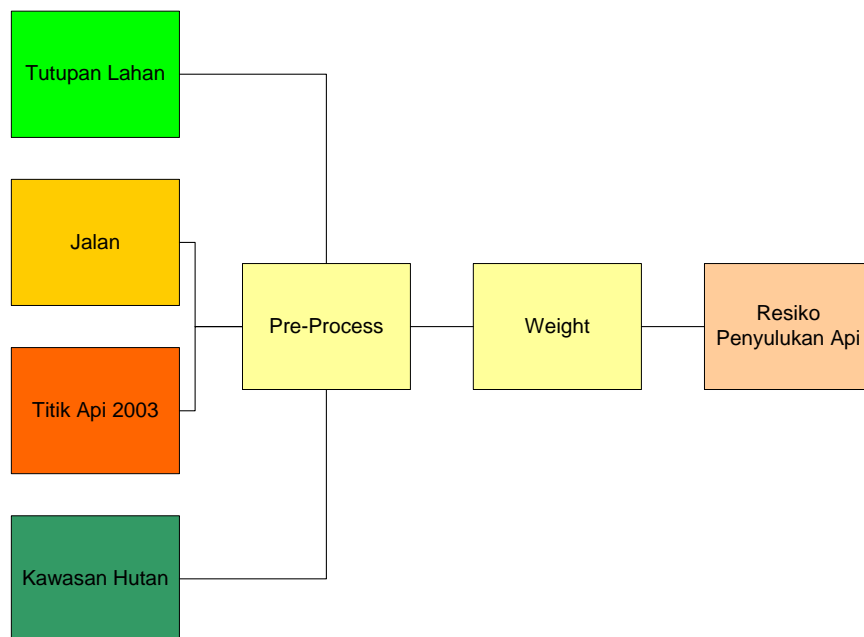 Tutupan Lahan
Jalan
Titik Api 2003
Kawasan Hutan
Pre-Process
Weight
Resiko
Penyulukan Api